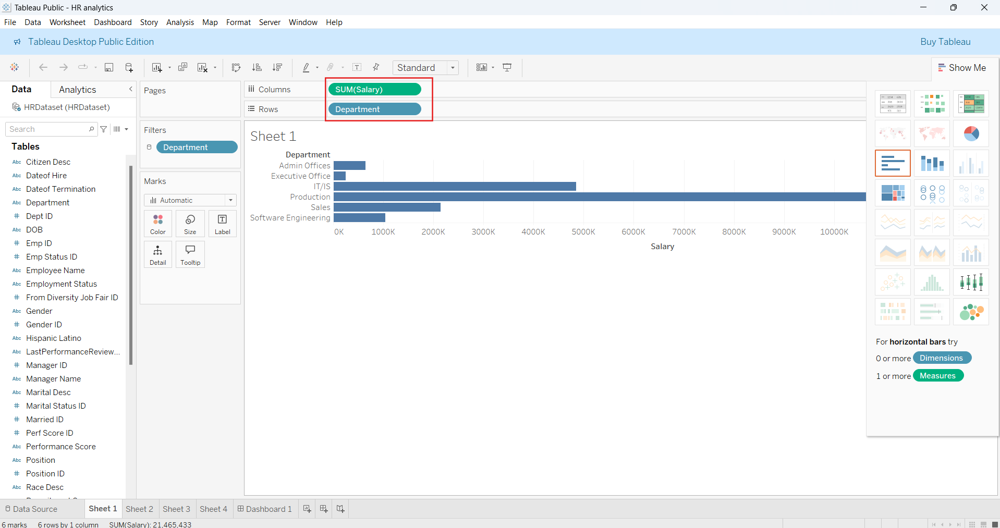 Tableau Public - HR analytics
File Data Worksheet Dashboard Story Analysis Map Format Server Window Help
Tableau Desktop Public Edition
Buy Tableau
Standard
Show Me
Data
Analytics
HRDataset (HRDataset)
Search
Tables
Abc Citizen Desc
Abc Dateof Hire
Abc Dateof Termination
Abc Department
# Dept ID
Abc DOB
# Emp ID
# Emp Status ID
Abc Employee Name
Abc Employment Status
# From Diversity Job Fair ID
Abc Gender
# Gender ID
Abc Hispanic Latino
Abc LastPerformanceReview...
# Manager ID
Abc Manager Name
Abc Marital Desc
# Marital Status ID
# Married ID
# Perf Score ID
Abc Performance Score
Abc Position
# Position ID
Abc Race Desc
Pages
Filters
Department
Marks
Automatic
Color
Size
Label
Detail
Tooltip
Columns
SUM(Salary)
Rows
Department
Sheet 1
Department
Admin Offices
Executive Office
IT/IS
Production
Sales
Software Engineering
0K 1000K 2000K 3000K 4000K 5000K 6000K 7000K 8000K 9000K 10000K
Salary
For horizontal bars try
0 or more Dimensions
1 or more Measures
Data Source
Sheet 1
Sheet 2
Sheet 3
Sheet 4
Dashboard 1
6 marks 6 rows by 1 column SUM(Salary): 21,465,433